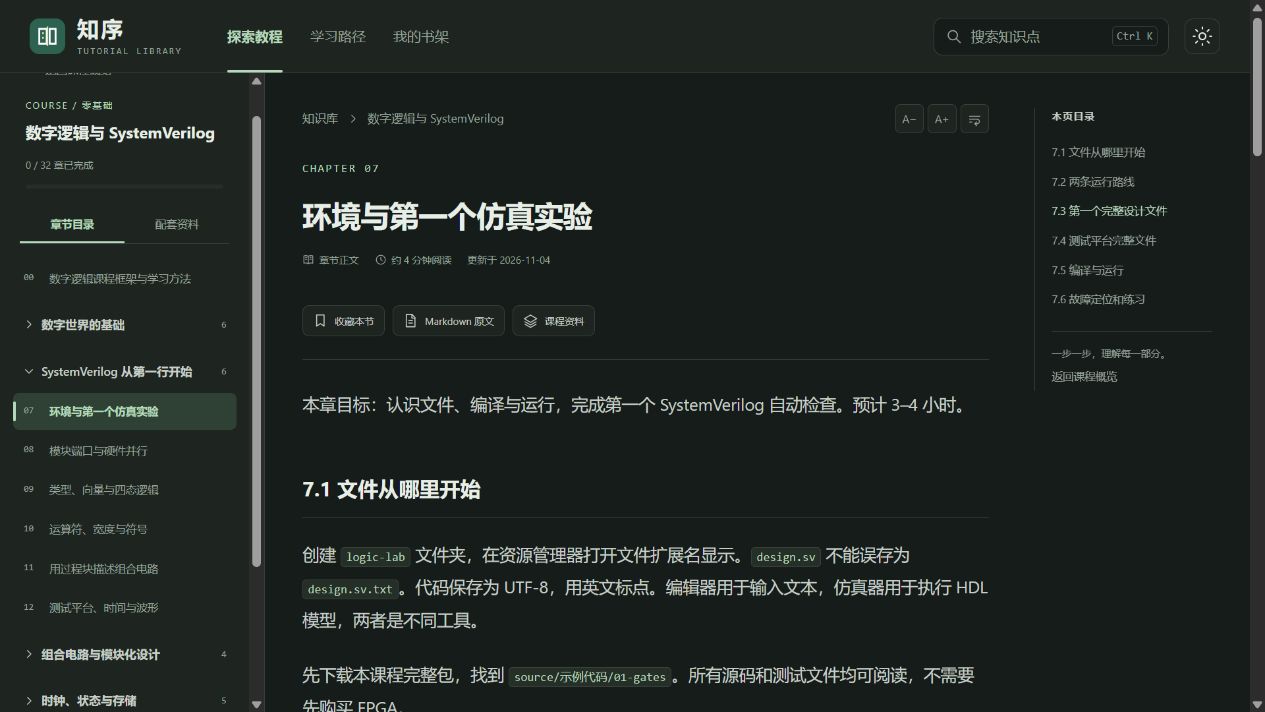 知序
TUTORIAL LIBRARY
探索教程
学习路径
我的书架
搜索知识点
Ctrl K
COURSE / 零基础
数字逻辑与 SystemVerilog
0 / 32 章已完成
章节目录
配套资料
00 数字逻辑课程框架与学习方法
数字世界的基础 6
SystemVerilog 从第一行开始 6
07 环境与第一个仿真实验
08 模块端口与硬件并行
09 类型、向量与四态逻辑
10 运算符、宽度与符号
11 用过程块描述组合电路
12 测试平台、时间与波形
组合电路与模块化设计 4
时钟、状态与存储 5
知识库 > 数字逻辑与 SystemVerilog
A−
A+
CHAPTER 07
环境与第一个仿真实验
章节正文 约 4 分钟阅读 更新于 2026-11-04
收藏本节
Markdown 原文
课程资料
本章目标：认识文件、编译与运行，完成第一个 SystemVerilog 自动检查。预计 3–4 小时。
7.1 文件从哪里开始
创建 logic-lab 文件夹，在资源管理器打开文件扩展名显示。design.sv 不能误存为
design.sv.txt。代码保存为 UTF-8，用英文标点。编辑器用于输入文本，仿真器用于执行 HDL
模型，两者是不同工具。
先下载本课程完整包，找到 source/示例代码/01-gates。所有源码和测试文件均可阅读，不需要
先购买 FPGA。
本页目录
7.1 文件从哪里开始
7.2 两条运行路线
7.3 第一个完整设计文件
7.4 测试平台完整文件
7.5 编译与运行
7.6 故障定位和练习
一步一步，理解每一部分。
返回课程概览